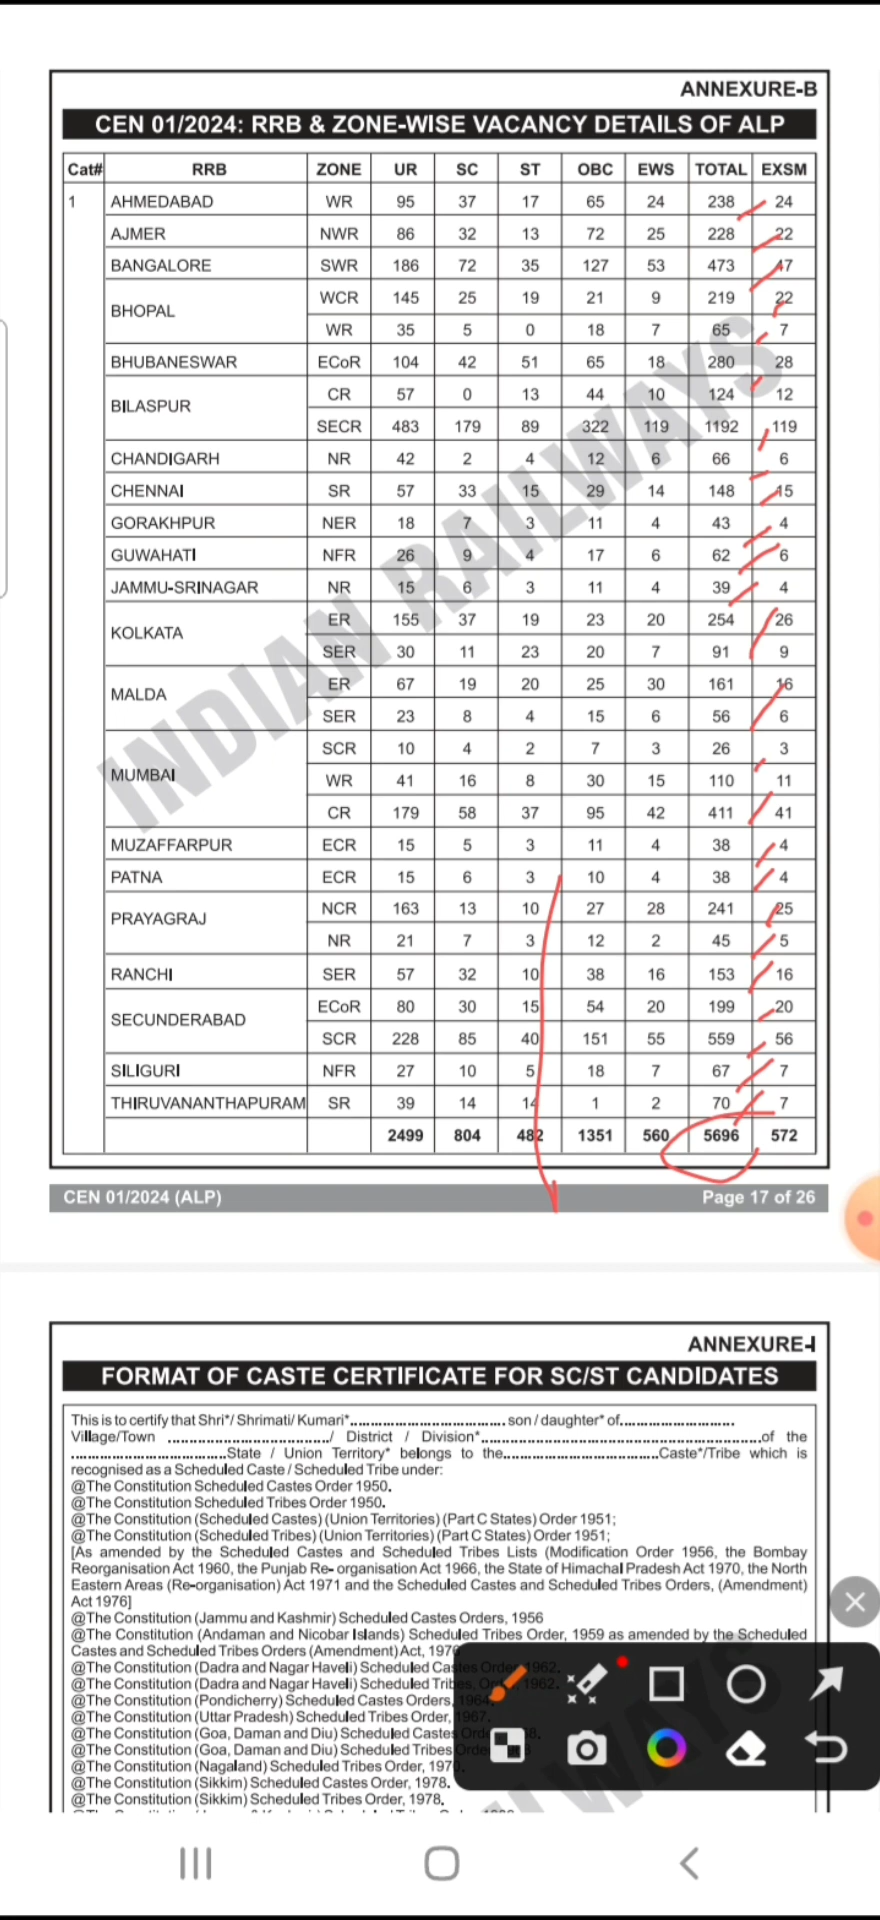 ANNEXURE-B
CEN 01/2024: RRB & ZONE-WISE VACANCY DETAILS OF ALP
Cat# RRB ZONE UR SC ST OBC EWS TOTAL EXSM
1 AHMEDABAD WR 95 37 17 65 24 238 24
AJMER NWR 86 32 13 72 25 228 22
BANGALORE SWR 186 72 35 127 53 473 47
BHOPAL WCR 145 25 19 21 9 219 22
WR 35 5 0 18 7 65 7
BHUBANESWAR ECoR 104 42 51 65 18 280 28
BILASPUR CR 57 0 13 44 10 124 12
SECR 483 179 89 322 119 1192 119
CHANDIGARH NR 42 2 4 12 6 66 6
CHENNAI SR 57 33 15 29 14 148 15
GORAKHPUR NER 18 7 3 11 4 43 4
GUWAHATI NFR 26 9 4 17 6 62 6
JAMMU-SRINAGAR NR 15 6 3 11 4 39 4
KOLKATA ER 155 37 19 23 20 254 26
SER 30 11 23 20 7 91 9
MALDA ER 67 19 20 25 30 161 16
SER 23 8 4 15 6 56 6
MUMBAI SCR 10 4 2 7 3 26 3
WR 41 16 8 30 15 110 11
CR 179 58 37 95 42 411 41
MUZAFFARPUR ECR 15 5 3 11 4 38 4
PATNA ECR 15 6 3 10 4 38 4
PRAYAGRAJ NCR 163 13 10 27 28 241 25
NR 21 7 3 12 2 45 5
RANCHI SER 57 32 10 38 16 153 16
SECUNDERABAD ECoR 80 30 15 54 20 199 20
SCR 228 85 40 151 55 559 56
SILIGURI NFR 27 10 5 18 7 67 7
THIRUVANANTHAPURAM SR 39 14 14 1 2 70 7
2499 804 482 1351 560 5696 572
INDIAN RAILWAYS
CEN 01/2024 (ALP) Page 17 of 26
ANNEXURE-I
FORMAT OF CASTE CERTIFICATE FOR SC/ST CANDIDATES
This is to certify that Shri*/ Shrimati/ Kumari*.................................. son / daughter* of.........................
Village/Town ..................................../ District / Division*..............................................................of the
..................................State / Union Territory* belongs to the..................................Caste*/Tribe which is
recognised as a Scheduled Caste / Scheduled Tribe under:
@The Constitution Scheduled Castes Order 1950.
@The Constitution Scheduled Tribes Order 1950.
@The Constitution (Scheduled Castes) (Union Territories) (Part C States) Order 1951;
@The Constitution (Scheduled Tribes) (Union Territories) (Part C States) Order 1951;
[As amended by the Scheduled Castes and Scheduled Tribes Lists (Modification Order 1956, the Bombay
Reorganisation Act 1960, the Punjab Re- organisation Act 1966, the State of Himachal Pradesh Act 1970, the North
Eastern Areas (Re-organisation) Act 1971 and the Scheduled Castes and Scheduled Tribes Orders, (Amendment)
Act 1976]
@The Constitution (Jammu and Kashmir) Scheduled Castes Orders, 1956
@The Constitution (Andaman and Nicobar Islands) Scheduled Tribes Order, 1959 as amended by the Scheduled
Castes and Scheduled Tribes Orders (Amendment) Act, 1976
@The Constitution (Dadra and Nagar Haveli) Scheduled Castes Order 1962.
@The Constitution (Dadra and Nagar Haveli) Scheduled Tribes, Order, 1962.
@The Constitution (Pondicherry) Scheduled Castes Orders, 1964.
@The Constitution (Uttar Pradesh) Scheduled Tribes Order, 1967.
@The Constitution (Goa, Daman and Diu) Scheduled Castes
@The Constitution (Goa, Daman and Diu) Scheduled Tribes
@The Constitution (Nagaland) Scheduled Tribes Order, 1970.
@The Constitution (Sikkim) Scheduled Castes Order, 1978.
@The Constitution (Sikkim) Scheduled Tribes Order, 1978.